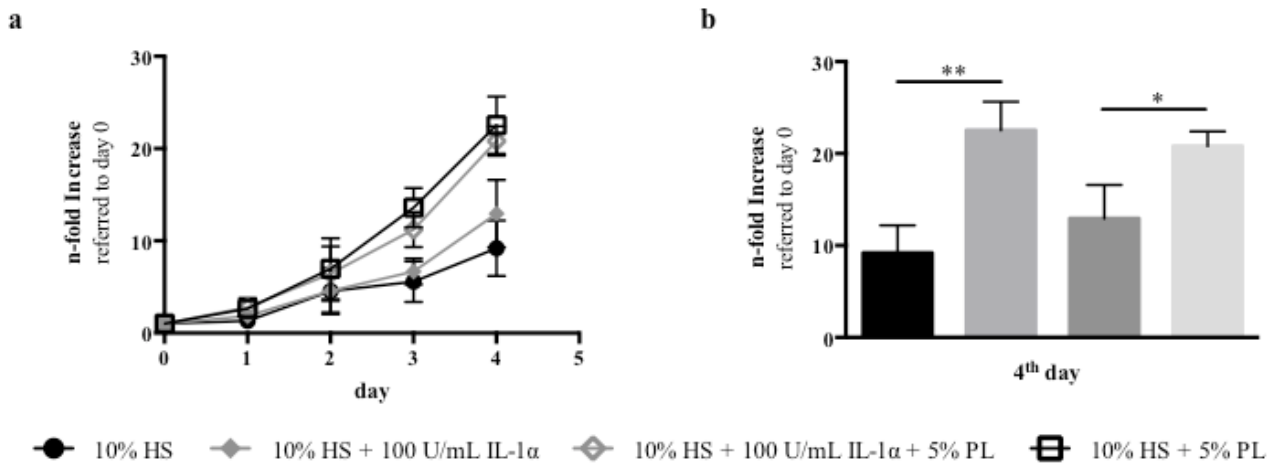 a
b
30
20
10
0
n-fold Increase
referred to day 0
0 1 2 3 4 5
day
30
20
10
0
n-fold Increase
referred to day 0
**
*
4th day
10% HS
10% HS + 100 U/mL IL-1α
10% HS + 100 U/mL IL-1α + 5% PL
10% HS + 5% PL